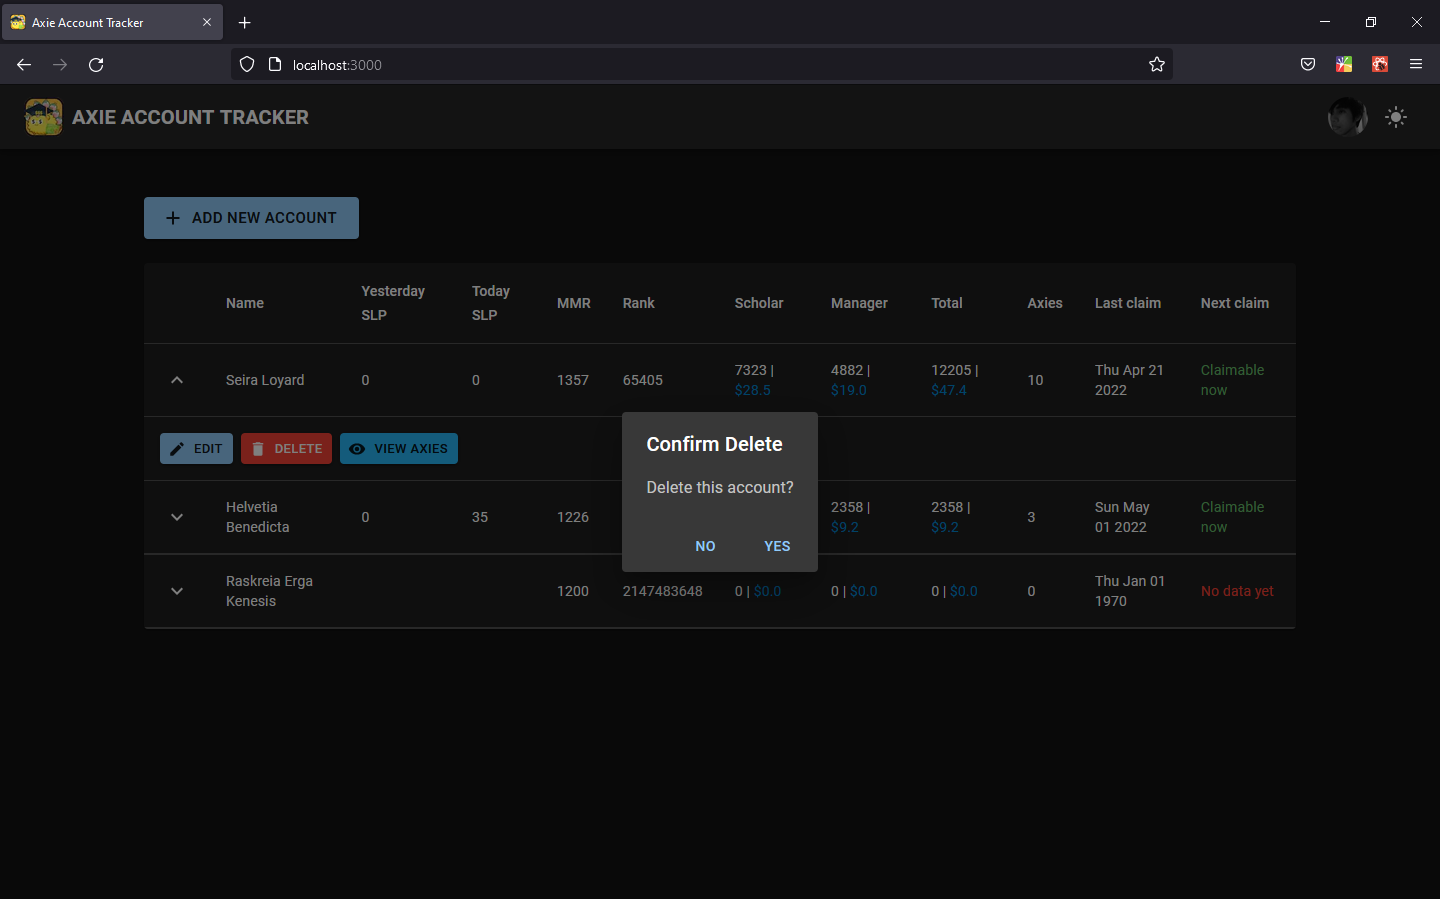 Axie Account Tracker
localhost:3000
AXIE ACCOUNT TRACKER
ADD NEW ACCOUNT
Name Yesterday SLP Today SLP MMR Rank Scholar Manager Total Axies Last claim Next claim
Seira Loyard 0 0 1357 65405 7323 | $28.5 4882 | $19.0 12205 | $47.4 10 Thu Apr 21 2022 Claimable now
EDIT DELETE VIEW AXIES
Confirm Delete
Delete this account?
NO YES
Helvetia Benedicta 0 35 1226 2358 | $9.2 2358 | $9.2 3 Sun May 01 2022 Claimable now
Raskreia Erga Kenesis 1200 2147483648 0 | $0.0 0 | $0.0 0 | $0.0 0 Thu Jan 01 1970 No data yet